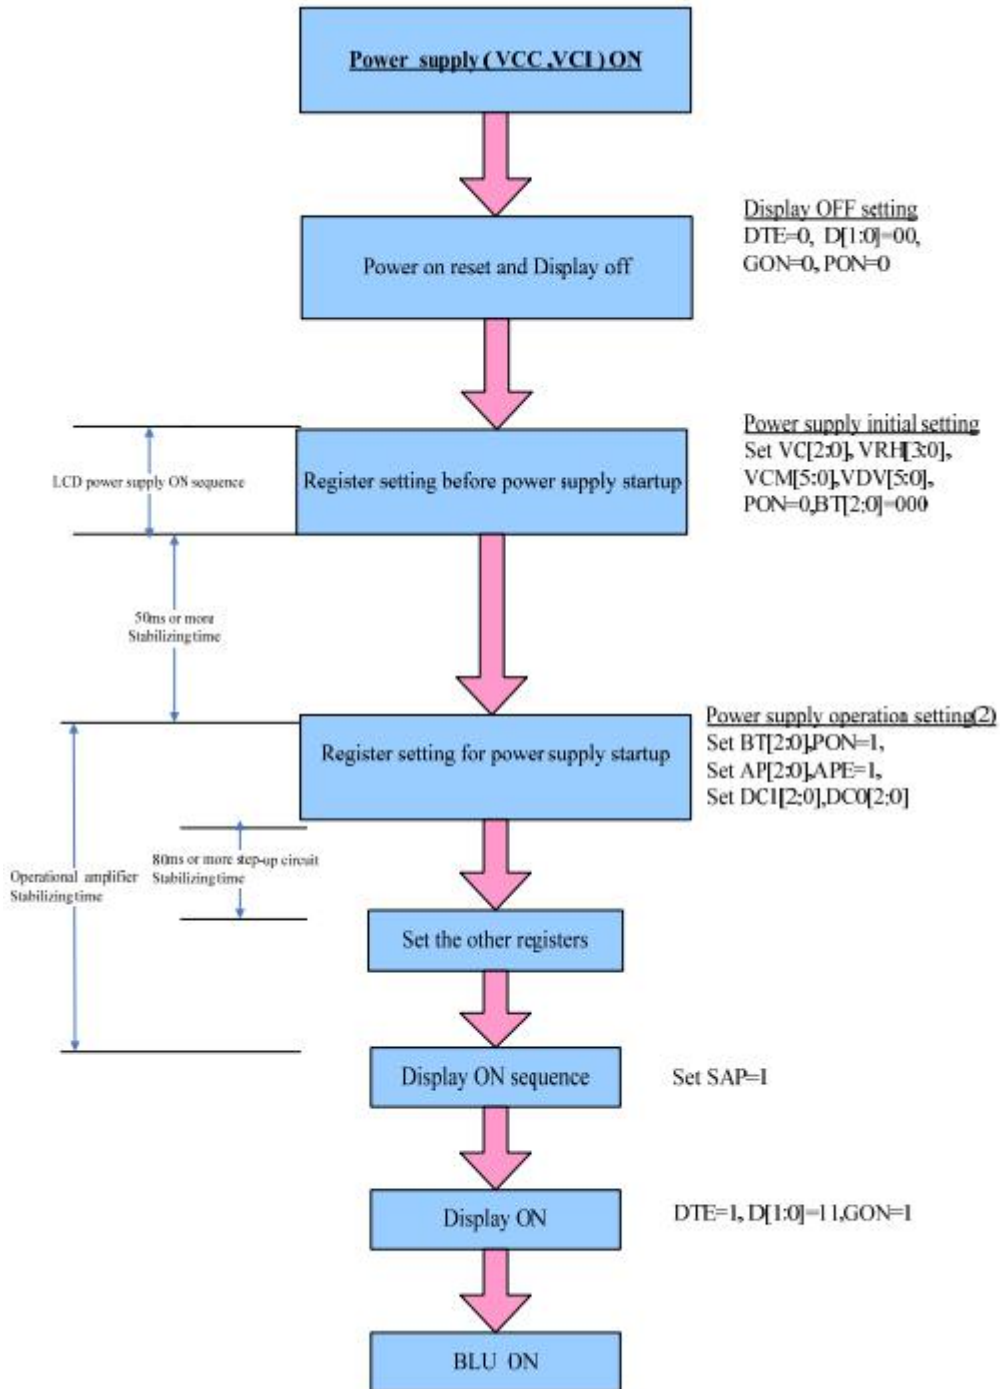 Power supply ( VCC ,VCI ) ON
Display OFF setting
DTE=0, D[1:0]=00,
GON=0, PON=0
Power on reset and Display off
Power supply initial setting
Set VC[2:0], VRH[3:0],
VCM[5:0],VDV[5:0],
PON=0,BT[2:0]=000
LCD power supply ON sequence
Register setting before power supply startup
50ms or more
Stabilizing time
Power supply operation setting(2)
Set BT[2:0],PON=1,
Set AP[2:0],APE=1,
Set DC1[2:0],DC0[2:0]
Register setting for power supply startup
80ms or more step-up circuit
Stabilizing time
Operational amplifier
Stabilizing time
Set the other registers
Display ON sequence
Set SAP=1
Display ON
DTE=1, D[1:0]=11,GON=1
BLU ON